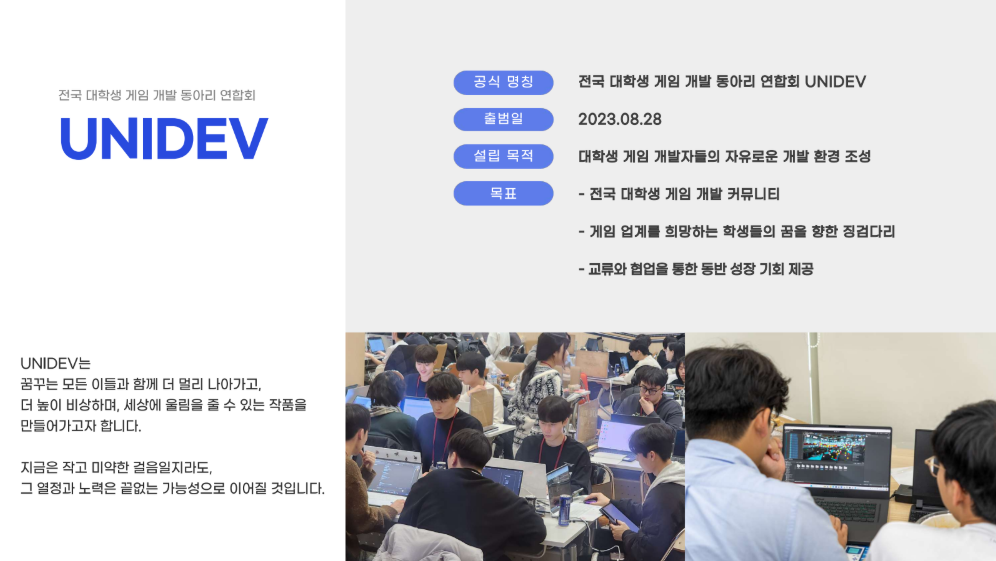 전국 대학생 게임 개발 동아리 연합회
UNIDEV
공식 명칭 전국 대학생 게임 개발 동아리 연합회 UNIDEV
출범일 2023.08.28
설립 목적 대학생 게임 개발자들의 자유로운 개발 환경 조성
목표 - 전국 대학생 게임 개발 커뮤니티
- 게임 업계를 희망하는 학생들의 꿈을 향한 징검다리
- 교류와 협업을 통한 동반 성장 기회 제공
UNIDEV는
꿈꾸는 모든 이들과 함께 더 멀리 나아가고,
더 높이 비상하며, 세상에 울림을 줄 수 있는 작품을
만들어가고자 합니다.
지금은 작고 미약한 걸음일지라도,
그 열정과 노력은 끝없는 가능성으로 이어질 것입니다.